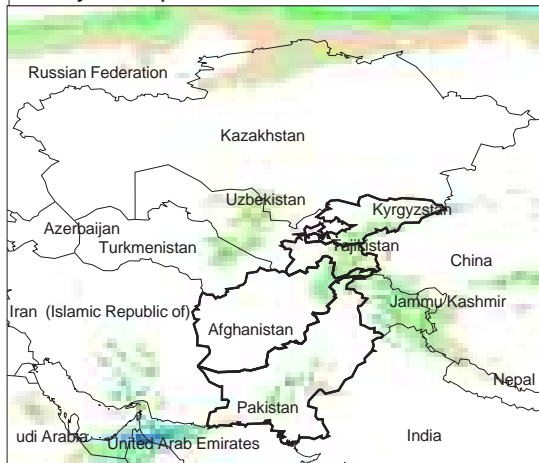 Russian Federation
Kazakhstan
Uzbekistan
Kyrgyzstan
Azerbaijan
Turkmenistan
Tajikistan
China
Iran (Islamic Republic of)
Jammu Kashmir
Afghanistan
Nepal
Pakistan
udi Arabia
United Arab Emirates
India